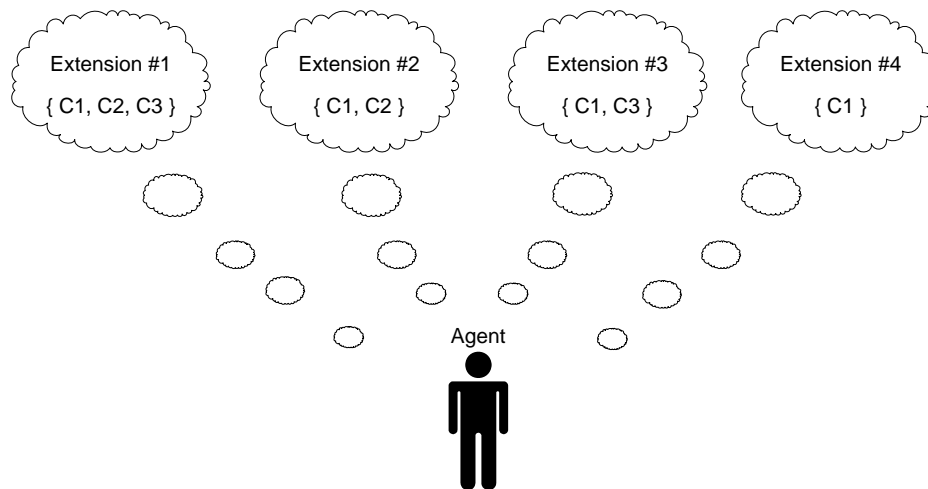 Extension #1
{ C1, C2, C3 }
Extension #2
{ C1, C2 }
Extension #3
{ C1, C3 }
Extension #4
{ C1 }
Agent